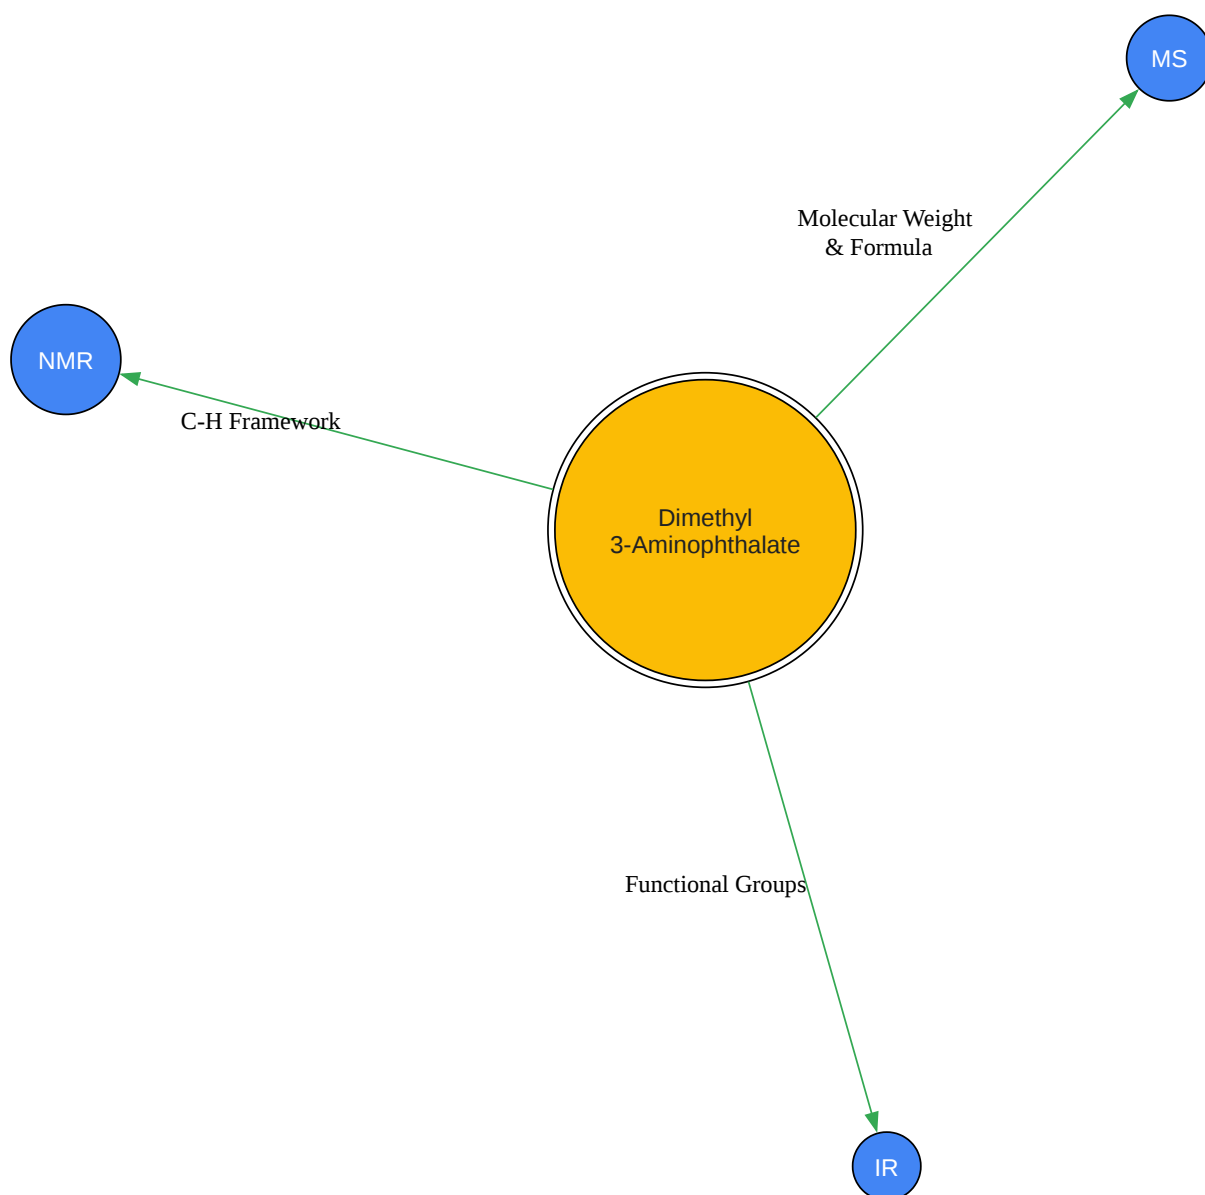 MS
Molecular Weight
& Formula
NMR
C-H Framework
Dimethyl
3-Aminophthalate
Functional Groups
IR